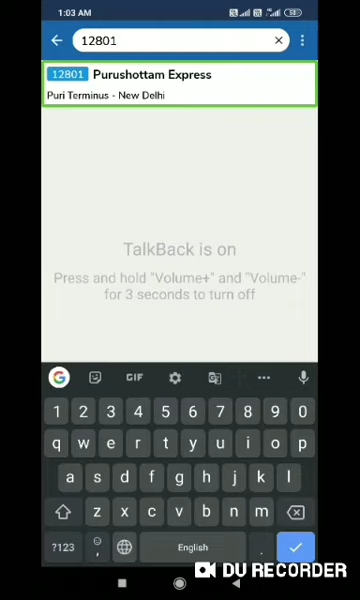 1:03 AM
58
12801
12801 Purushottam Express
Puri Terminus - New Delhi
TalkBack is on
Press and hold "Volume+" and "Volume-"
for 3 seconds to turn off
G GIF
1 2 3 4 5 6 7 8 9 0
q w e r t y u i o p
a s d f g h j k l
z x c v b n m
?123 , English .
DU RECORDER